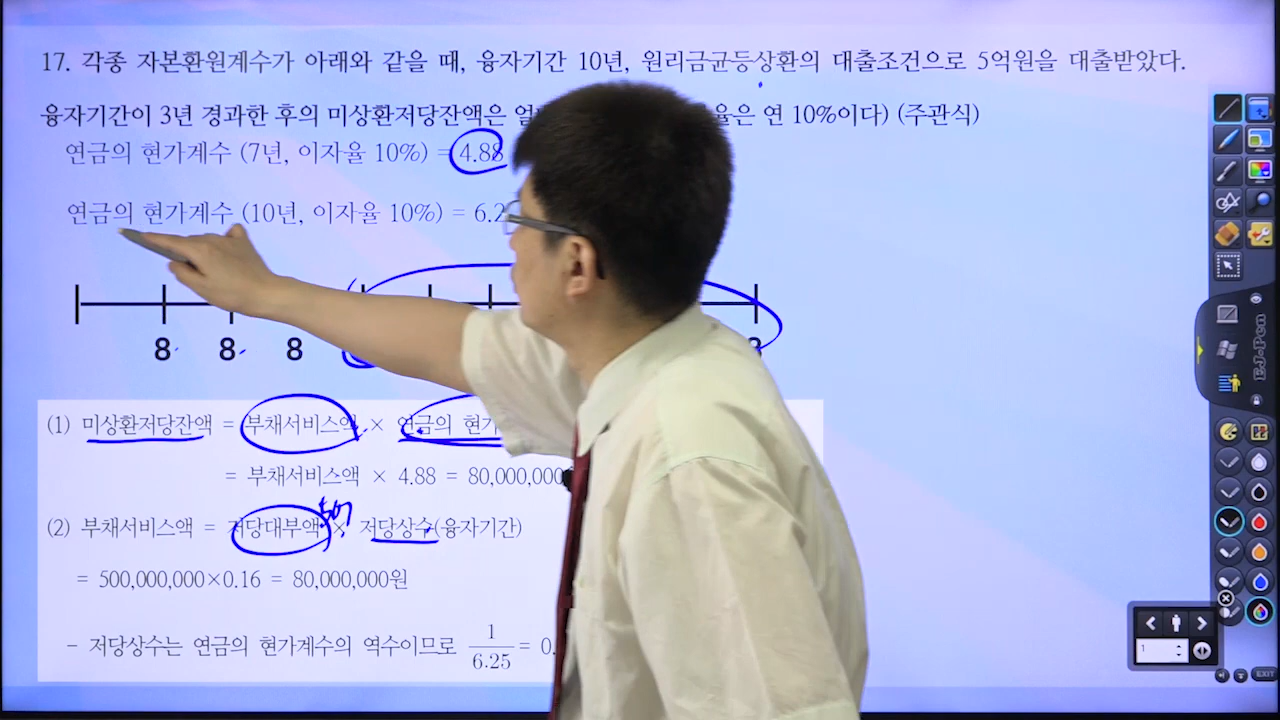 17. 각종 자본환원계수가 아래와 같을 때, 융자기간 10년, 원리금균등상환의 대출조건으로 5억원을 대출받았다.
융자기간이 3년 경과한 후의 미상환저당잔액은 율은 연 10%이다) (주관식)
연금의 현가계수 (7년, 이자율 10%) = 4.88
연금의 현가계수 (10년, 이자율 10%) = 6.2
8 8 8
(1) 미상환저당잔액 = 부채서비스액 × 연금의 현가
= 부채서비스액 × 4.88 = 80,000,000
(2) 부채서비스액 = 저당대부액 × 저당상수(융자기간)
= 500,000,000×0.16 = 80,000,000원
- 저당상수는 연금의 현가계수의 역수이므로 1/6.25 = 0.
EJ-Pen
1
EXIT